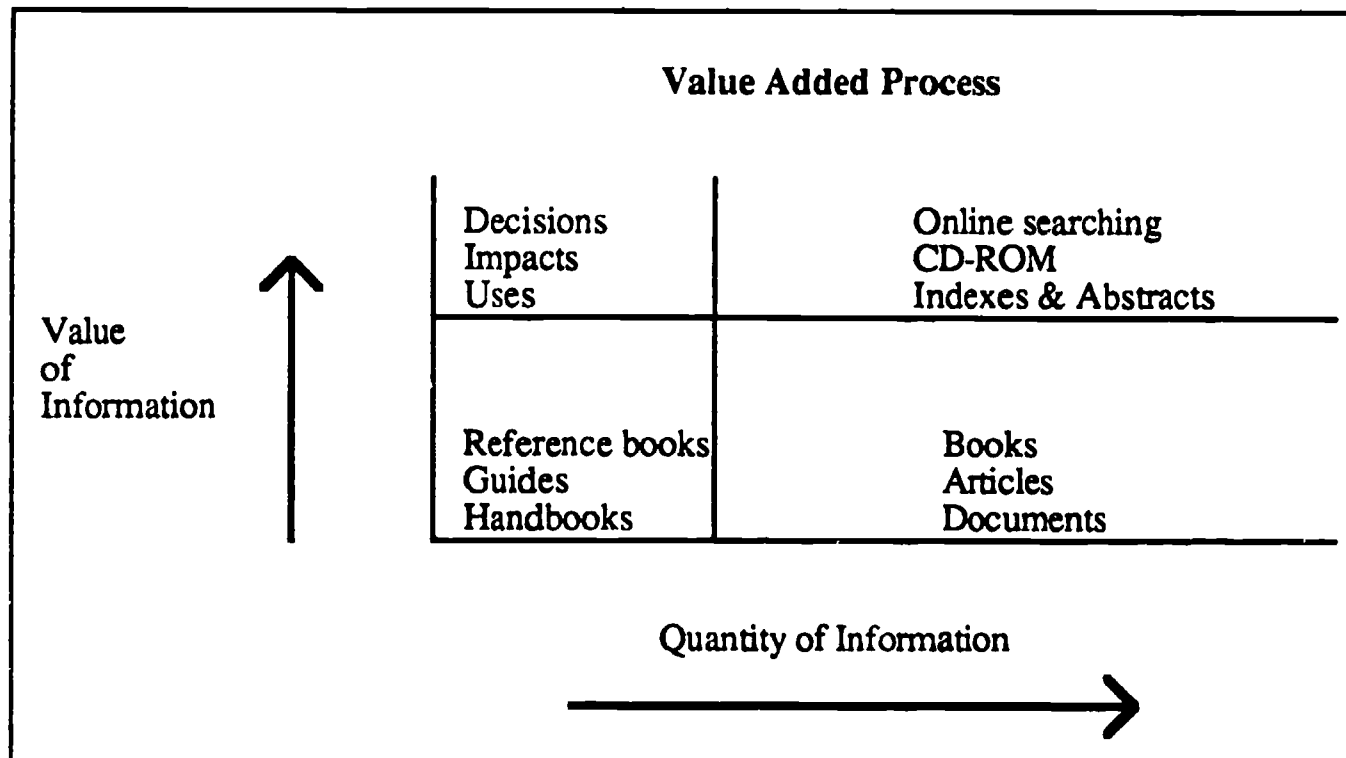 Value Added Process
Decisions
Impacts
Uses
Online searching
CD-ROM
Indexes & Abstracts
Value
of
Information
Reference books
Guides
Handbooks
Books
Articles
Documents
Quantity of Information